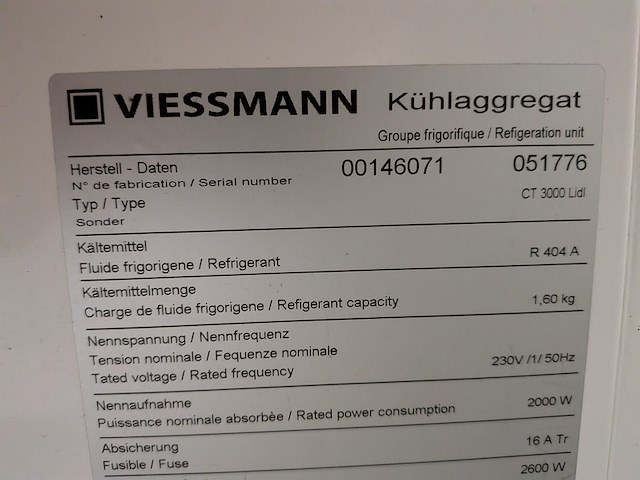 VIESSMANN Kühlaggregat
Groupe frigorifique / Refigeration unit
Herstell - Daten 00146071 051776
N° de fabrication / Serial number
Typ / Type CT 3000 Lidl
Sonder
Kältemittel
Fluide frigorigene / Refrigerant R 404 A
Kältemittelmenge
Charge de fluide frigorigene / Refigerant capacity 1,60 kg
Nennspannung / Nennfrequenz
Tension nominale / Fequenze nominale
Tated voltage / Rated frequency 230V /1/ 50Hz
Nennaufnahme
Puissance nominale absorbèe / Rated power consumption 2000 W
Absicherung
Fusible / Fuse 16 A Tr
2600 W